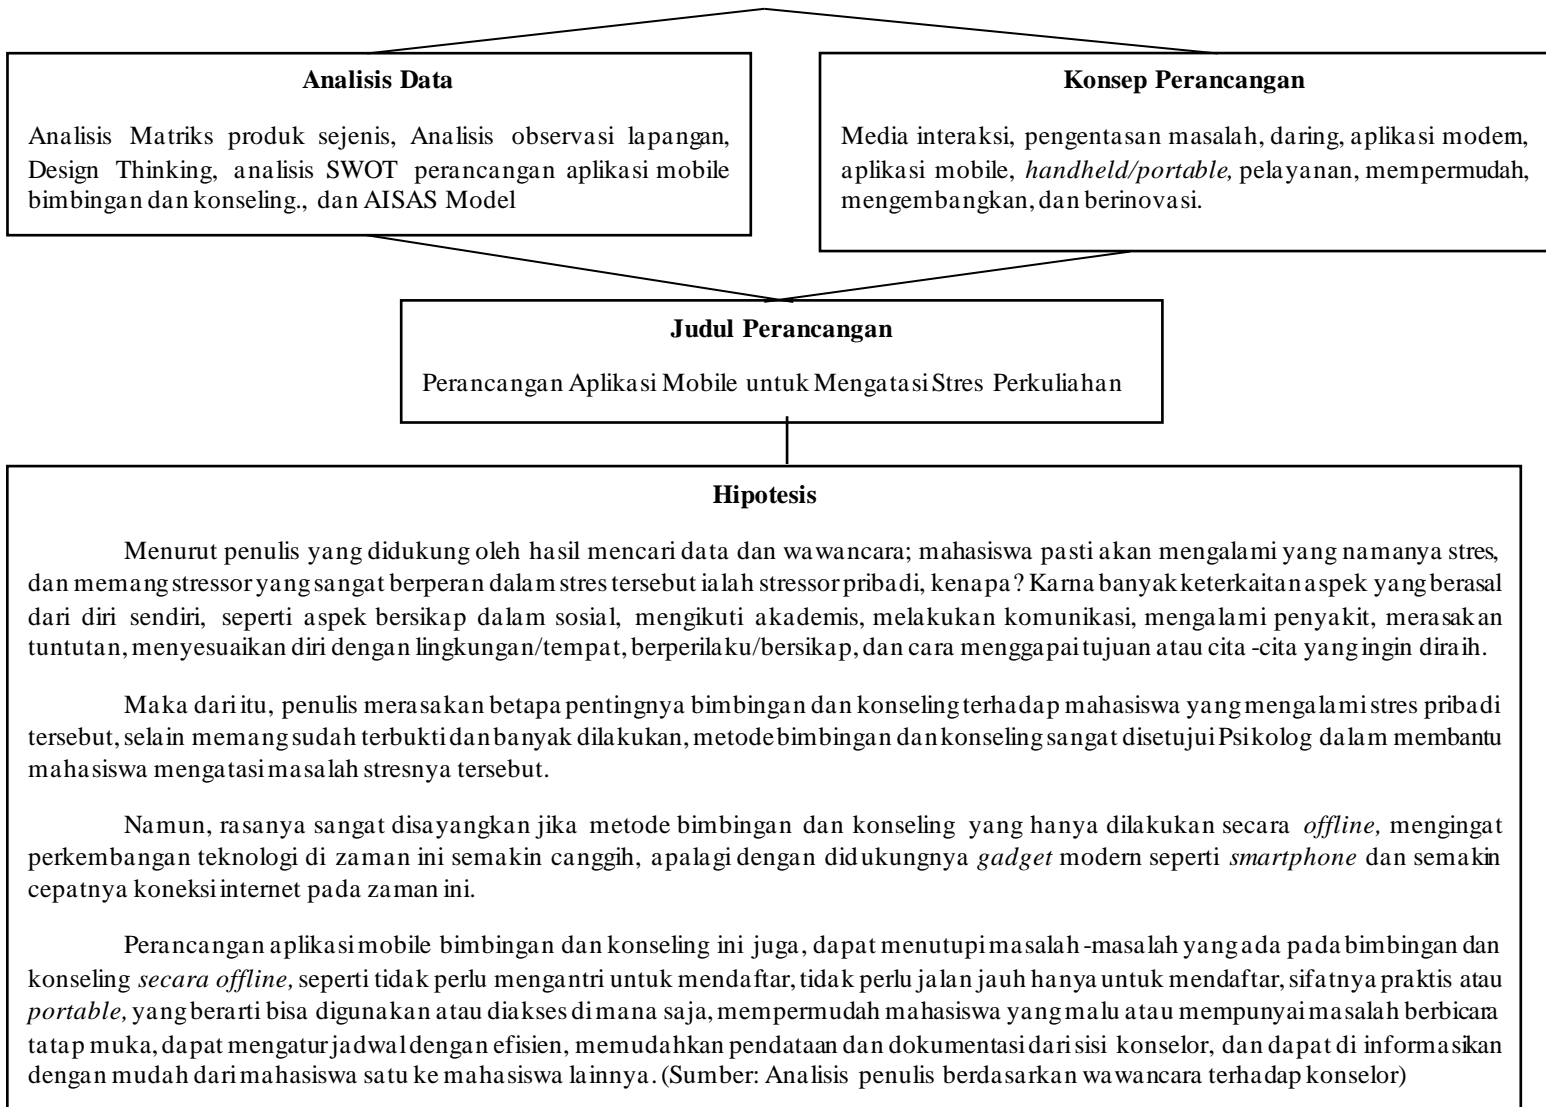 Analisis Data
Analisis Matriks produk sejenis, Analisis observasi lapangan,
Design Thinking, analisis SWOT perancangan aplikasi mobile
bimbingan dan konseling., dan AISAS Model
Konsep Perancangan
Media interaksi, pengentasan masalah, daring, aplikasi modern,
aplikasi mobile, handheld/portable, pelayanan, mempermudah,
mengembangkan, dan berinovasi.
Judul Perancangan
Perancangan Aplikasi Mobile untuk Mengatasi Stres Perkuliahan
Hipotesis
Menurut penulis yang didukung oleh hasil mencari data dan wawancara; mahasiswa pasti akan mengalami yang namanya stres,
dan memang stressor yang sangat berperan dalam stres tersebut ialah stressor pribadi, kenapa? Karna banyak keterkaitan aspek yang berasal
dari diri sendiri, seperti aspek bersikap dalam sosial, mengikuti akademis, melakukan komunikasi, mengalami penyakit, merasakan
tuntutan, menyesuaikan diri dengan lingkungan/tempat, berperilaku/bersikap, dan cara menggapai tujuan atau cita -cita yang ingin diraih.
Maka dari itu, penulis merasakan betapa pentingnya bimbingan dan konseling terhadap mahasiswa yang mengalami stres pribadi
tersebut, selain memang sudah terbukti dan banyak dilakukan, metode bimbingan dan konseling sangat disetujui Psikolog dalam membantu
mahasiswa mengatasi masalah stresnya tersebut.
Namun, rasanya sangat disayangkan jika metode bimbingan dan konseling yang hanya dilakukan secara offline, mengingat
perkembangan teknologi di zaman ini semakin canggih, apalagi dengan didukungnya gadget modern seperti smartphone dan semakin
cepatnya koneksi internet pada zaman ini.
Perancangan aplikasi mobile bimbingan dan konseling ini juga, dapat menutupi masalah -masalah yang ada pada bimbingan dan
konseling secara offline, seperti tidak perlu mengantri untuk mendaftar, tidak perlu jalan jauh hanya untuk mendaftar, sifatnya praktis atau
portable, yang berarti bisa digunakan atau diakses di mana saja, mempermudah mahasiswa yang malu atau mempunyai masalah berbicara
tatap muka, dapat mengatur jadwal dengan efisien, memudahkan pendataan dan dokumentasi dari sisi konselor, dan dapat di informasikan
dengan mudah dari mahasiswa satu ke mahasiswa lainnya. (Sumber: Analisis penulis berdasarkan wawancara terhadap konselor)